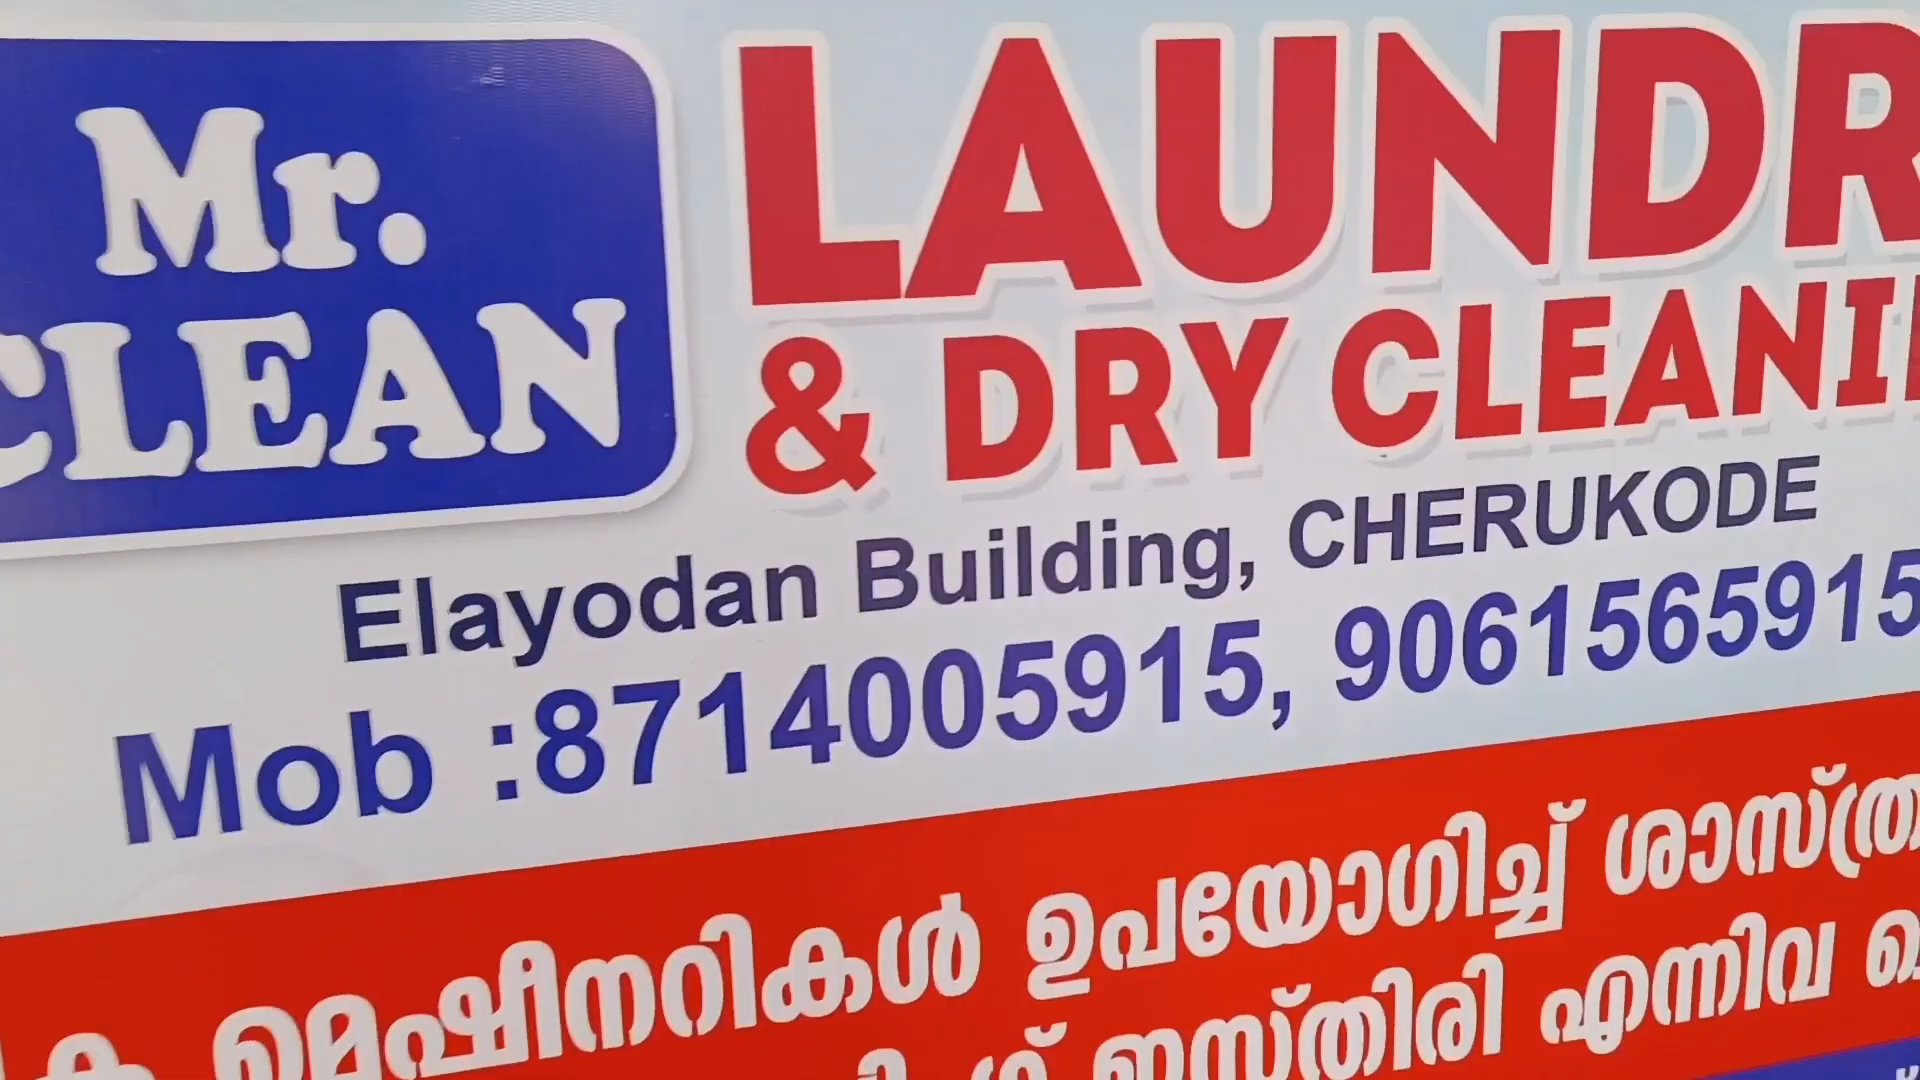 Mr.
CLEAN
LAUNDR
& DRY CLEANI
Elayodan Building, CHERUKODE
Mob :8714005915, 9061565915
മെഷീനറികൾ ഉപയോഗിച്ച് ശാസ്ത്ര
ഇസ്തിരി എന്നിവ